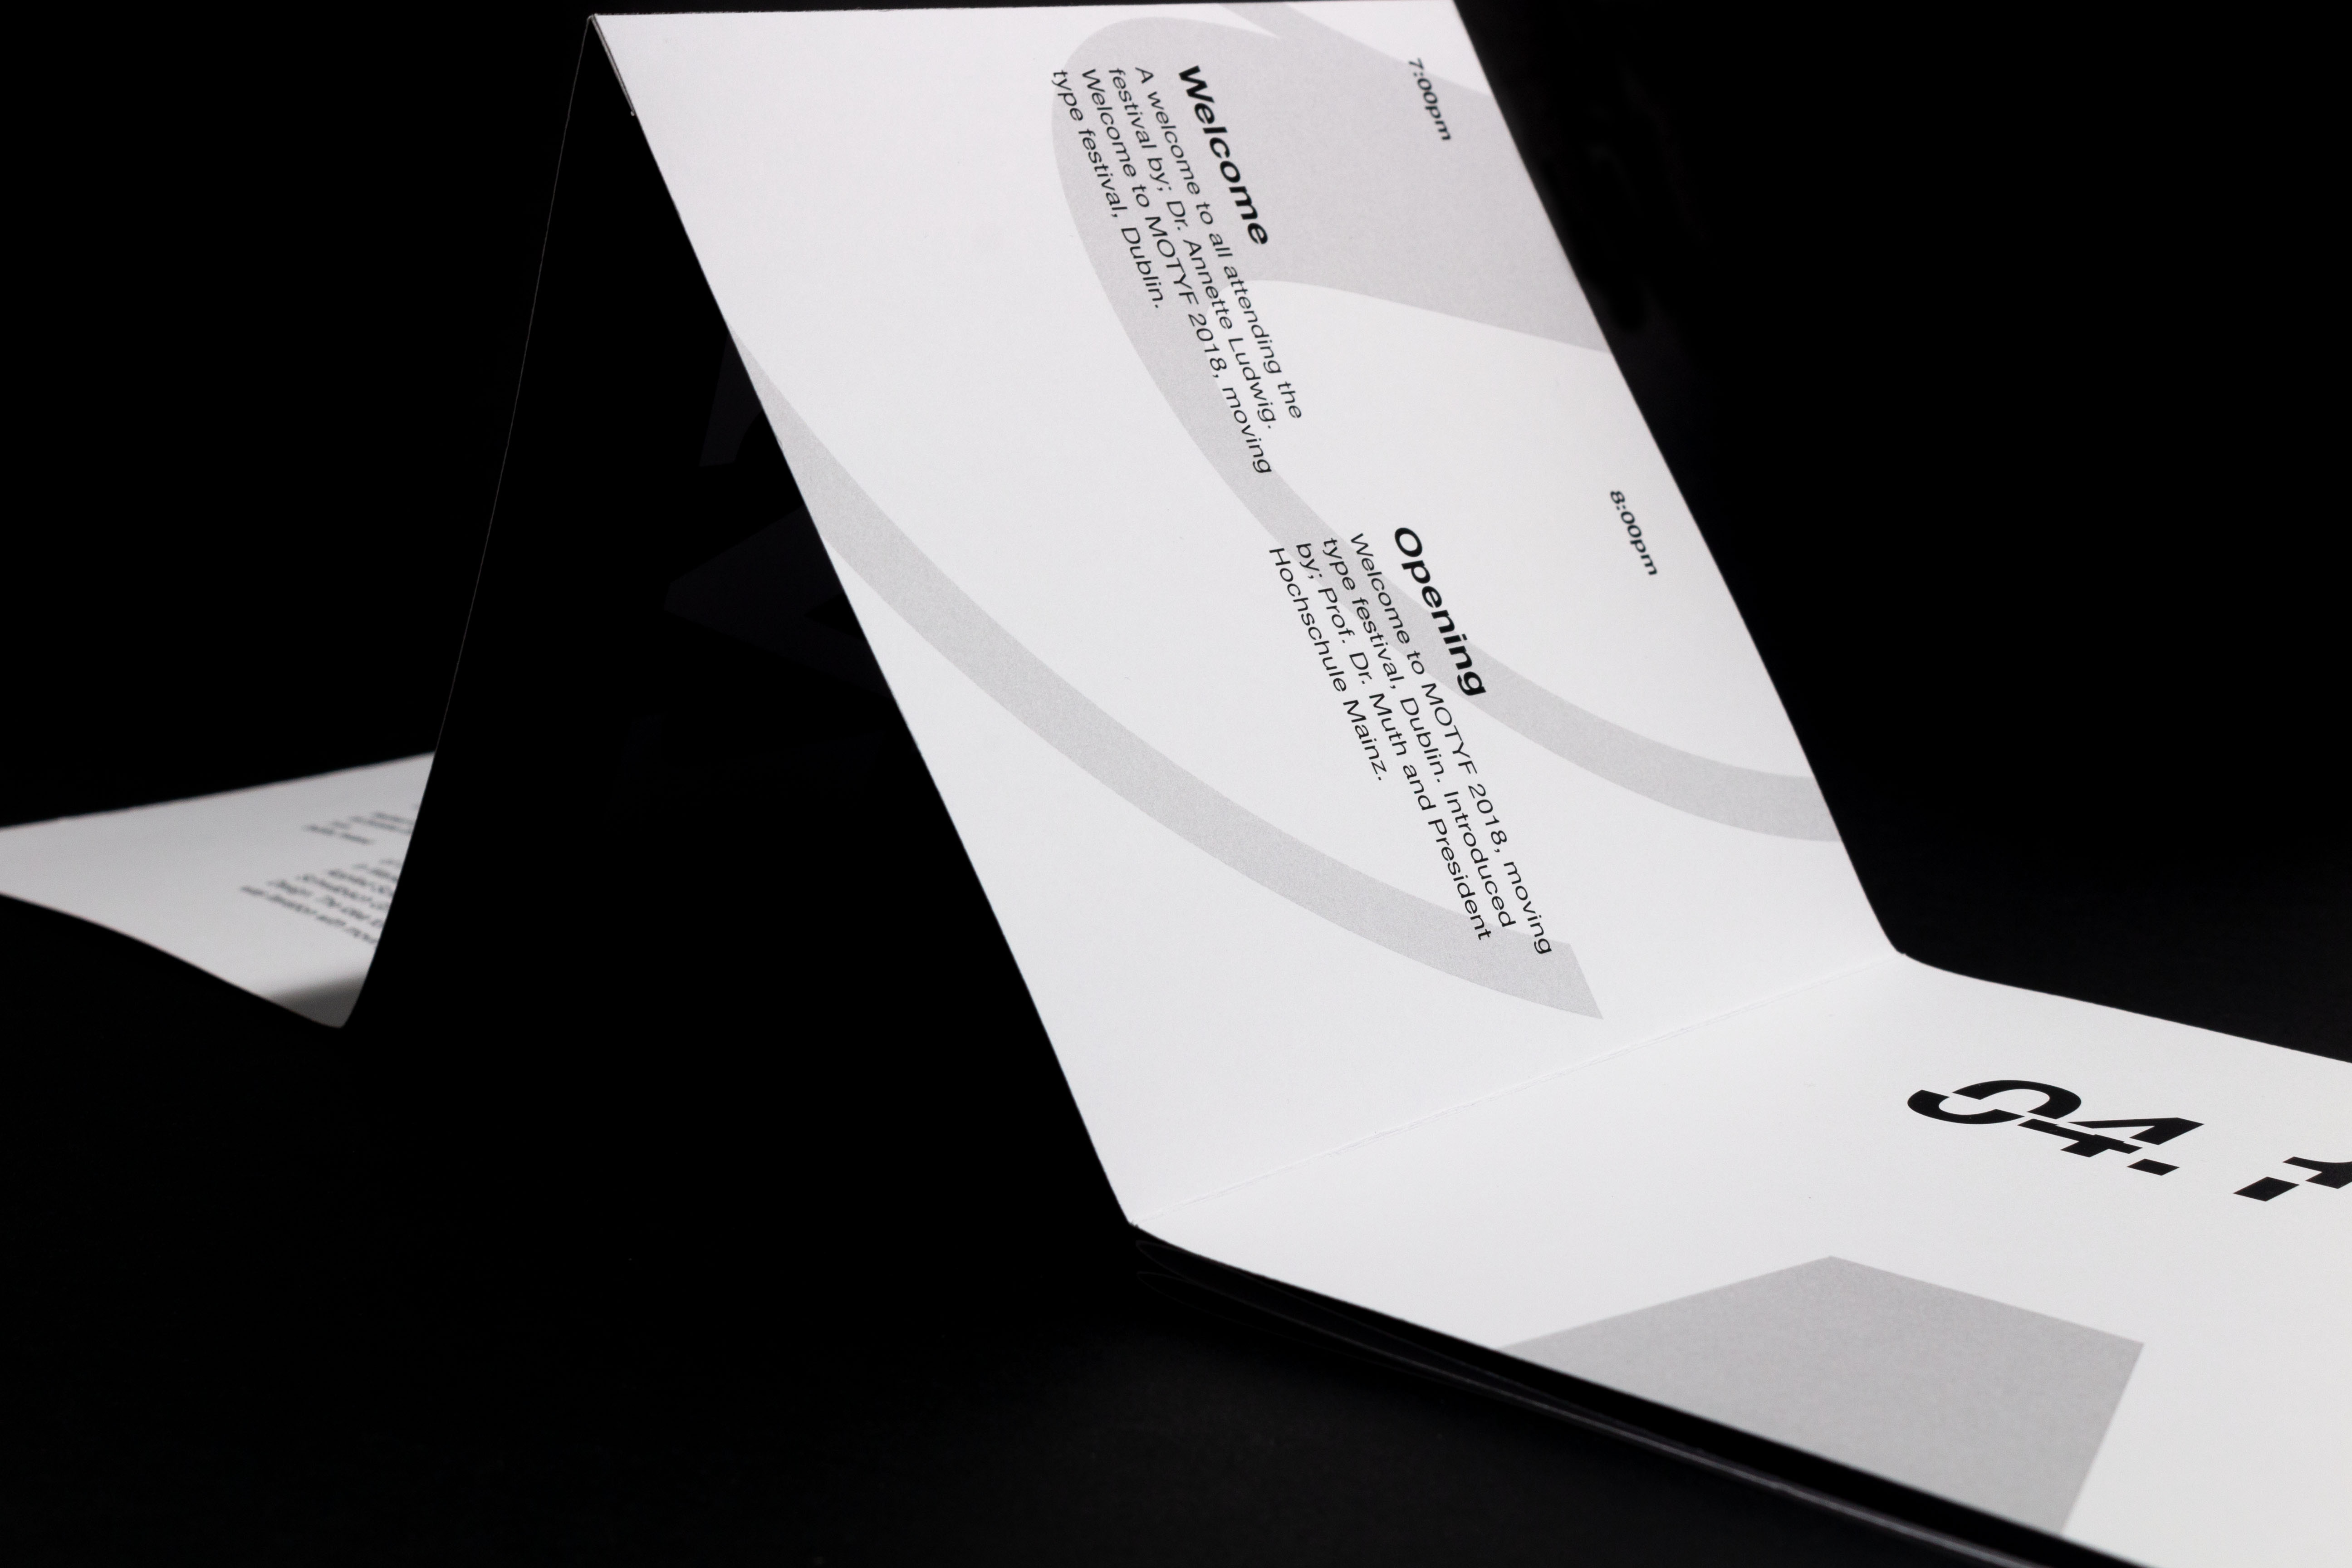 7:00pm
Welcome
A welcome to all attending the
festival by; Dr. Annette Ludwig.
Welcome to MOTYF 2018, moving
type festival, Dublin.
8:00pm
Opening
Welcome to MOTYF 2018, moving
type festival, Dublin. Introduced
by; Prof. Dr. Muth and President
Hochschule Mainz.
04.